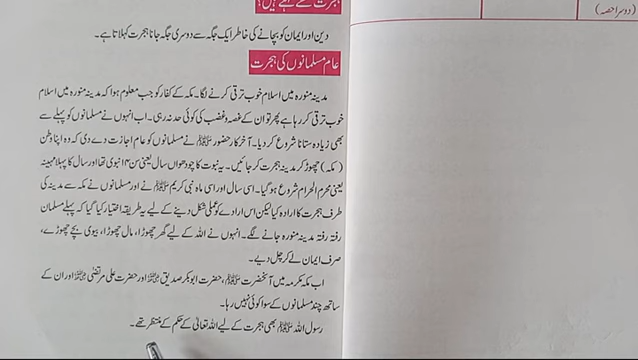 ہجرت کسے کہتے ہیں؟
دین اور ایمان کو بچانے کی خاطر ایک جگہ سے دوسری جگہ جانا ہجرت کہلاتا ہے۔
عام مسلمانوں کی ہجرت
مدینہ منورہ میں اسلام خوب ترقی کرنے لگا۔ مکہ کے کفار کو جب معلوم ہوا کہ مدینہ منورہ میں اسلام
خوب ترقی کر رہا ہے پھر تو ان کے غصہ و غضب کی کوئی حد نہ رہی۔ اب انہوں نے مسلمانوں کو پہلے سے
بھی زیادہ ستانا شروع کر دیا۔ آخر کار حضور ﷺ نے مسلمانوں کو عام اجازت دے دی کہ وہ اپنا وطن
(مکہ) چھوڑ کر مدینہ ہجرت کر جائیں۔ یہ نبوت کا چودھواں سال یعنی سن ۱۴ نبوی تھا اور سال کا پہلا مہینہ
یعنی محرم الحرام شروع ہو گیا۔ اسی سال اور اسی ماہ نبی کریم ﷺ نے اور مسلمانوں نے مکہ سے مدینہ کی
طرف ہجرت کا ارادہ کیا لیکن اس ارادے کو عملی شکل دینے کے لیے یہ طریقہ اختیار کیا گیا کہ پہلے مسلمان
رفتہ رفتہ مدینہ منورہ جانے لگے۔ انہوں نے اللہ کے لیے گھر چھوڑا، مال چھوڑا، بیوی بچے چھوڑے،
صرف ایمان لے کر چل دیے۔
اب مکہ مکرمہ میں آنحضرت ﷺ، حضرت ابوبکر صدیق اور حضرت علی مرتضیٰ اور ان کے
ساتھ چند مسلمانوں کے سوا کوئی نہیں رہا۔
رسول اللہ ﷺ بھی ہجرت کے لیے اللہ تعالیٰ کے حکم کے منتظر تھے۔
(دوسرا حصہ)